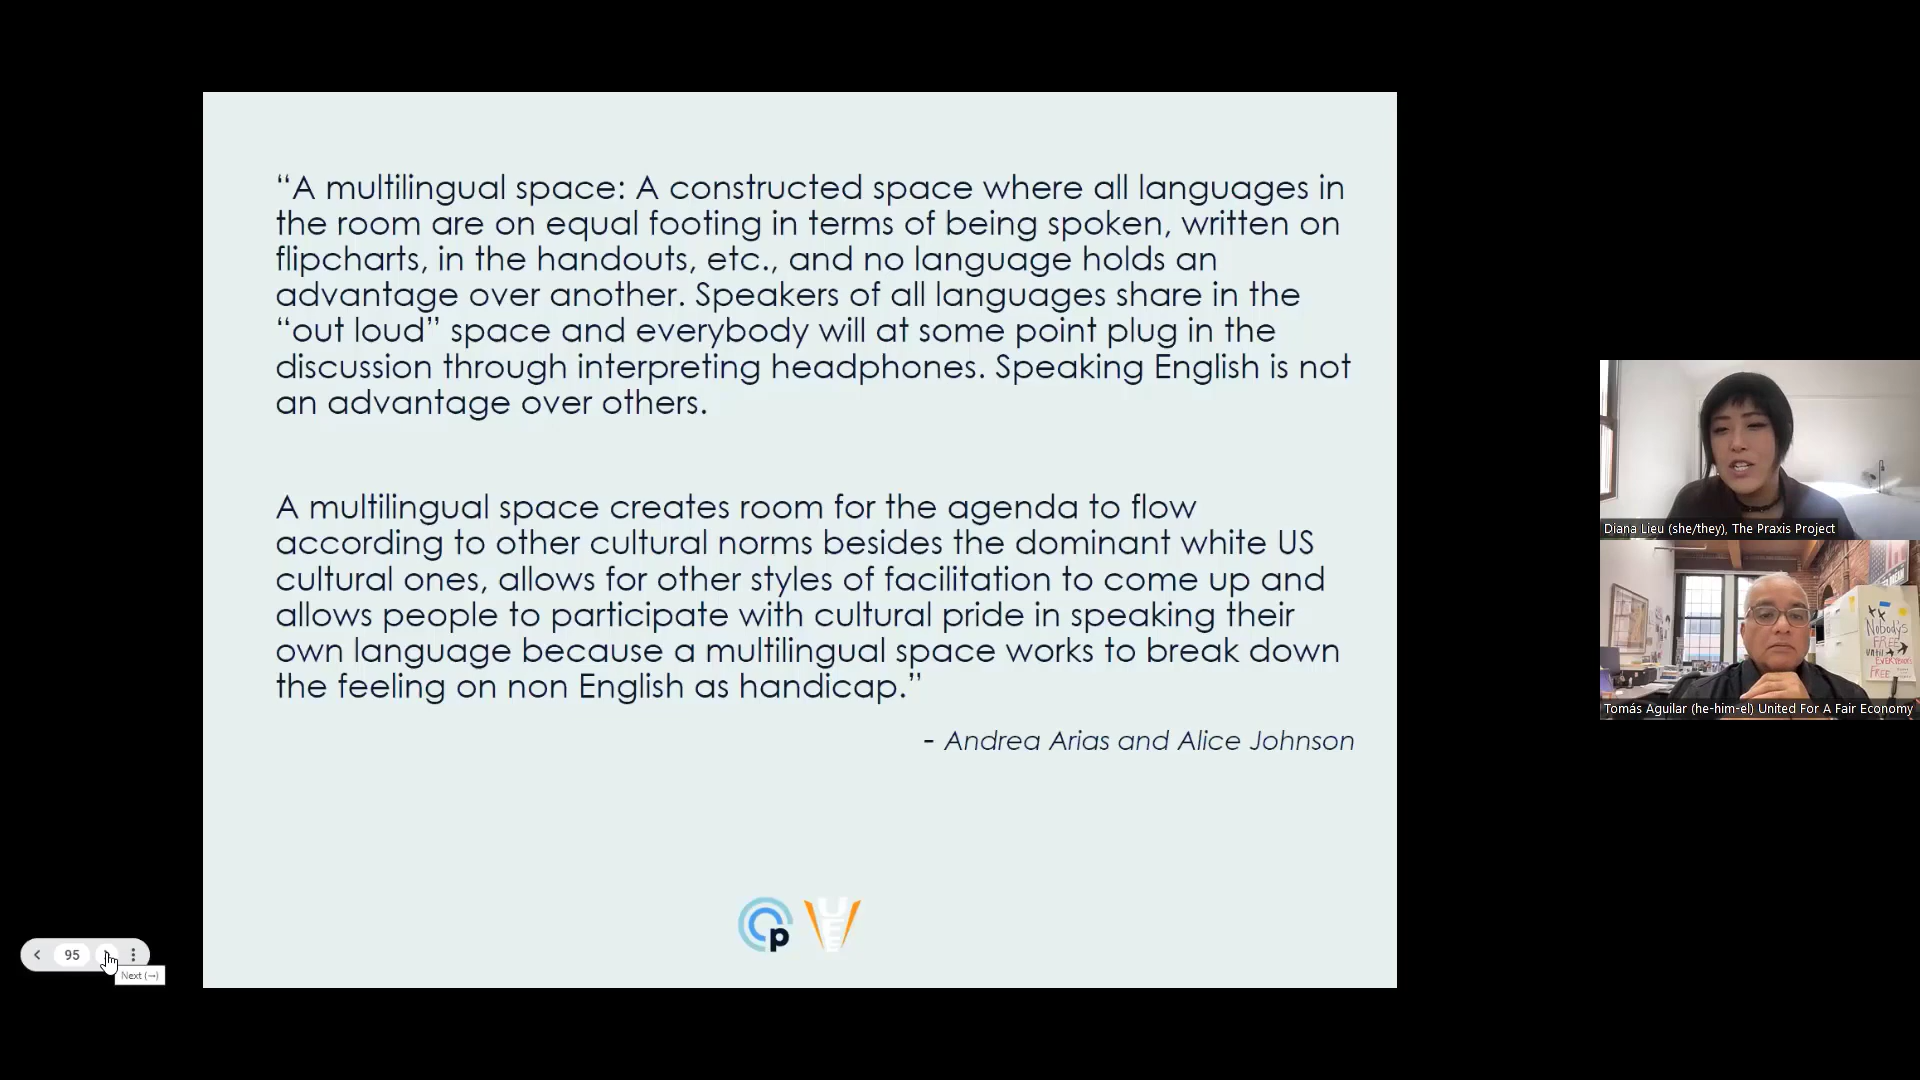 “A multilingual space: A constructed space where all languages in
the room are on equal footing in terms of being spoken, written on
flipcharts, in the handouts, etc., and no language holds an
advantage over another. Speakers of all languages share in the
“out loud” space and everybody will at some point plug in the
discussion through interpreting headphones. Speaking English is not
an advantage over others.
A multilingual space creates room for the agenda to flow
according to other cultural norms besides the dominant white US
cultural ones, allows for other styles of facilitation to come up and
allows people to participate with cultural pride in speaking their
own language because a multilingual space works to break down
the feeling on non English as handicap.”
- Andrea Arias and Alice Johnson
p
UFE
95
Next (→)
Diana Lieu (she/they), The Praxis Project
Nobody's
FREE
until
EVERYBODY'S
FREE
Tomás Aguilar (he-him-el) United For A Fair Economy